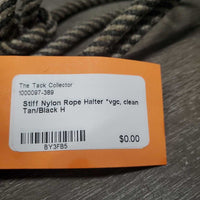 The Tack Collector
1000097-389
Stiff Nylon Rope Halter *vgc, clean
Tan/Black H
$0.00
BY3FB5